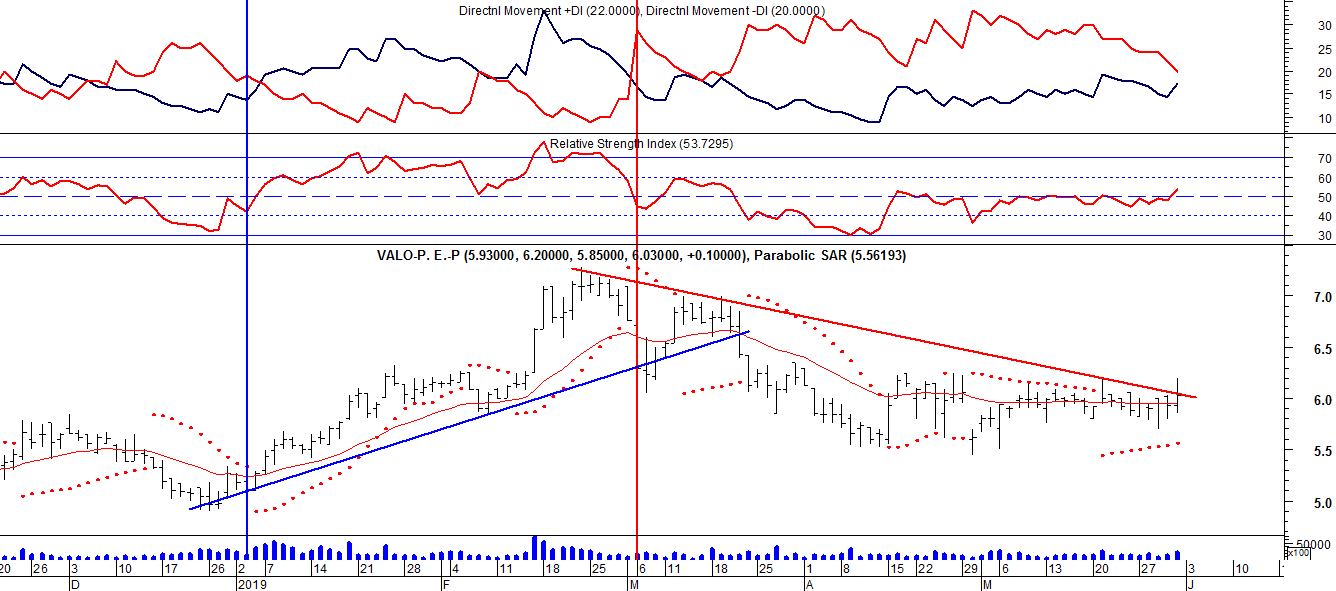 Directnl Movement +DI (22.0000), Directnl Movement -DI (20.0000)
30
25
20
15
10
Relative Strength Index (53.7295)
70
60
50
40
30
VALO-P. E.-P (5.93000, 6.20000, 5.85000, 6.03000, +0.10000), Parabolic SAR (5.56193)
7.0
6.5
6.0
5.5
5.0
50000
x100
20 26 3 10 17 26 2 7 14 21 28 4 11 18 25 6 11 18 25 1 8 15 22 29 6 13 20 27 3 10
D 2019 F M A M J